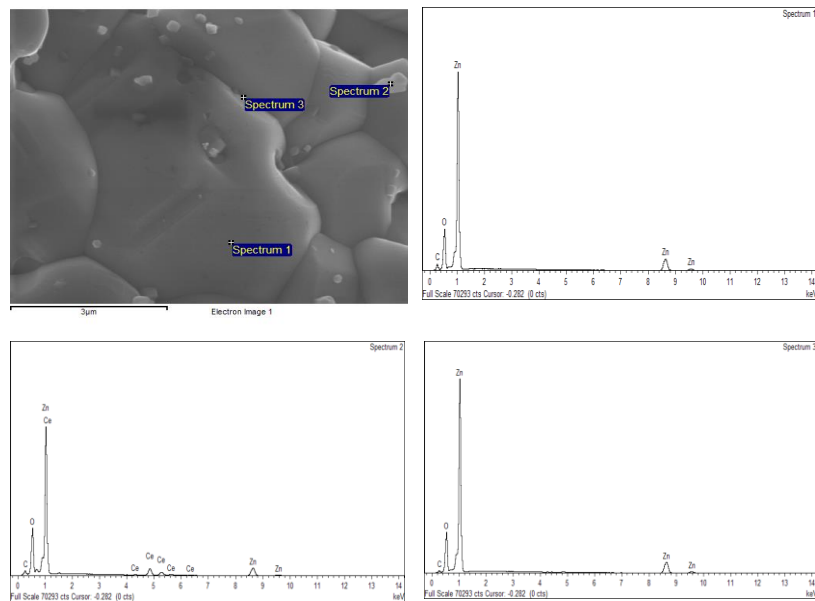 Spectrum 2
Spectrum 3
Spectrum 1
3µm
Electron Image 1
Spectrum 1
Zn
O
C
Zn
Zn
0 1 2 3 4 5 6 7 8 9 10 11 12 13 14
Full Scale 70293 cts Cursor: -0.282 (0 cts)
keV
Spectrum 2
Zn
Ce
O
C
Ce
Ce
Ce
Ce
Ce
Zn
Zn
0 1 2 3 4 5 6 7 8 9 10 11 12 13 14
Full Scale 70293 cts Cursor: -0.282 (0 cts)
keV
Spectrum 3
Zn
O
C
Zn
Zn
0 1 2 3 4 5 6 7 8 9 10 11 12 13 14
Full Scale 70293 cts Cursor: -0.282 (0 cts)
keV